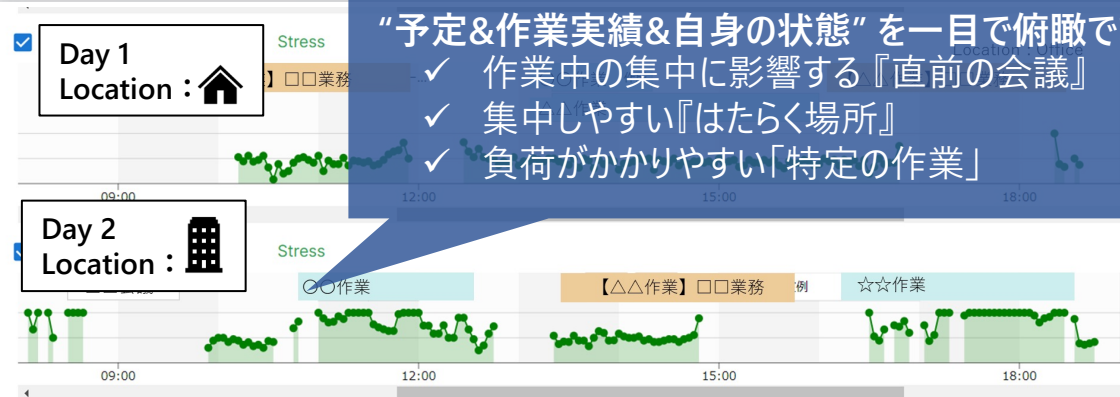 “予定&作業実績&自身の状態” を一目で俯瞰で
✓ 作業中の集中に影響する『直前の会議』
✓ 集中しやすい『はたらく場所』
✓ 負荷がかかりやすい「特定の作業」
Day 1
Location：
Stress
】□□業務
Location : Office
09:00 12:00 15:00 18:00
Day 2
Location：
Stress
〇〇作業 【△△作業】□□業務 例 ☆☆作業
09:00 12:00 15:00 18:00